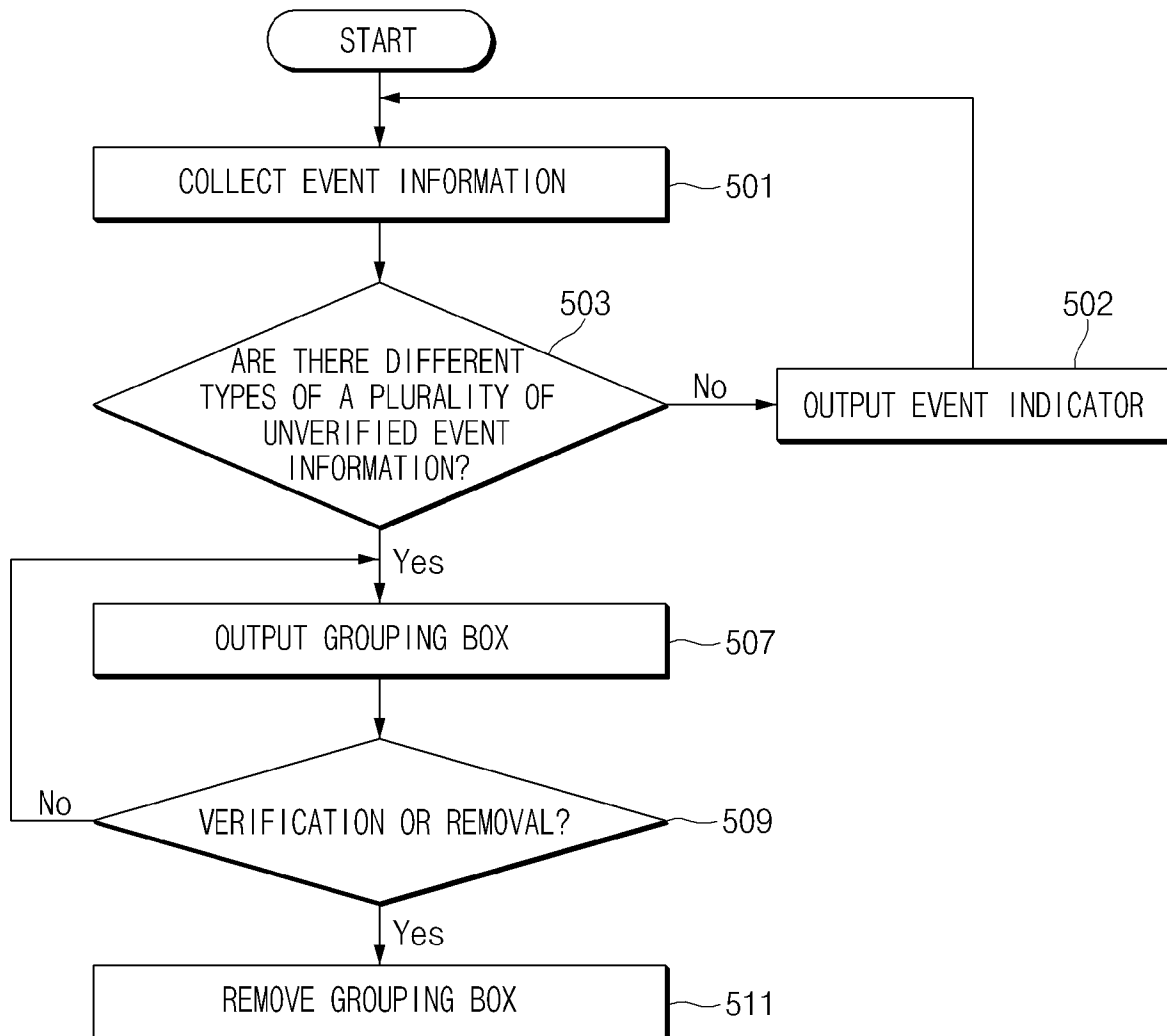 START
COLLECT EVENT INFORMATION
501
503
ARE THERE DIFFERENT
TYPES OF A PLURALITY OF
UNVERIFIED EVENT
INFORMATION?
No
502
OUTPUT EVENT INDICATOR
Yes
OUTPUT GROUPING BOX
507
No
VERIFICATION OR REMOVAL?
509
Yes
REMOVE GROUPING BOX
511